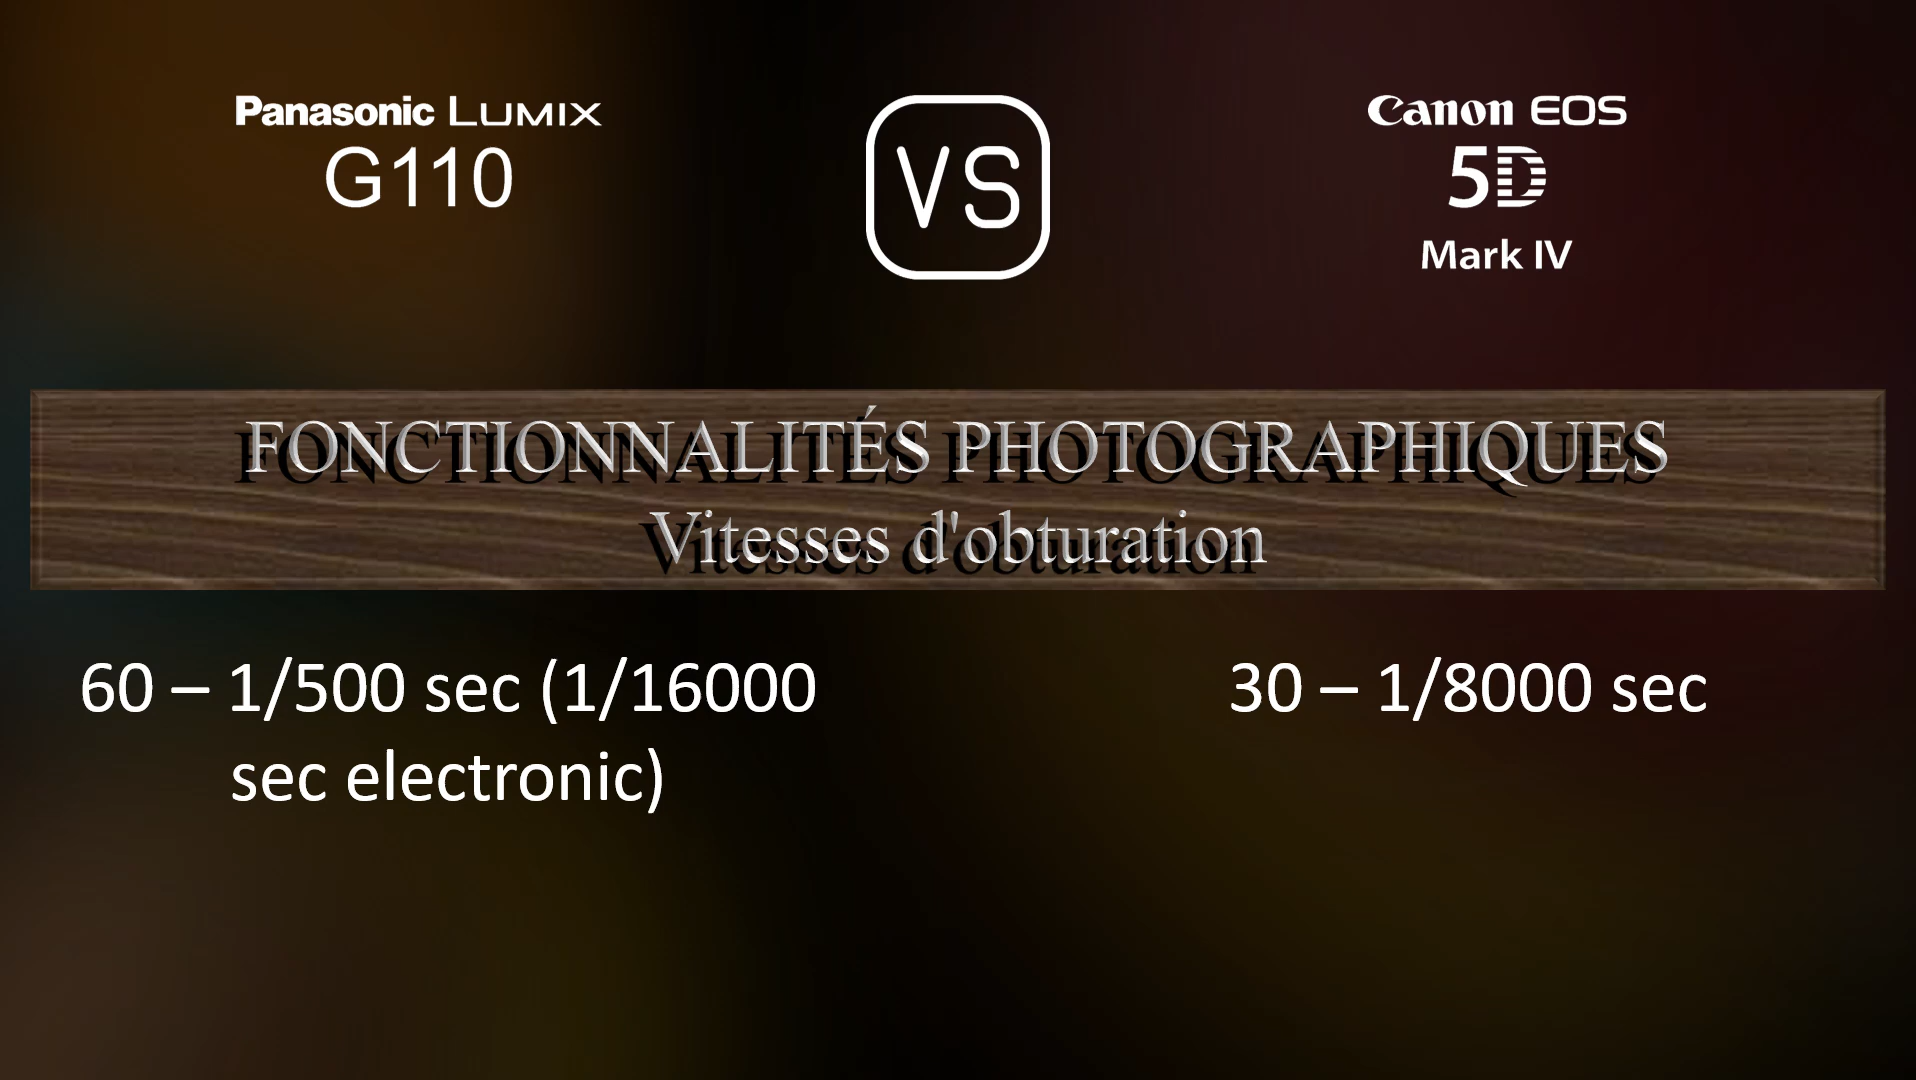 Panasonic LUMIX
G110
VS
Canon EOS
5D
Mark IV
FONCTIONNALITÉS PHOTOGRAPHIQUES
Vitesses d'obturation
60 – 1/500 sec (1/16000
sec electronic)
30 – 1/8000 sec